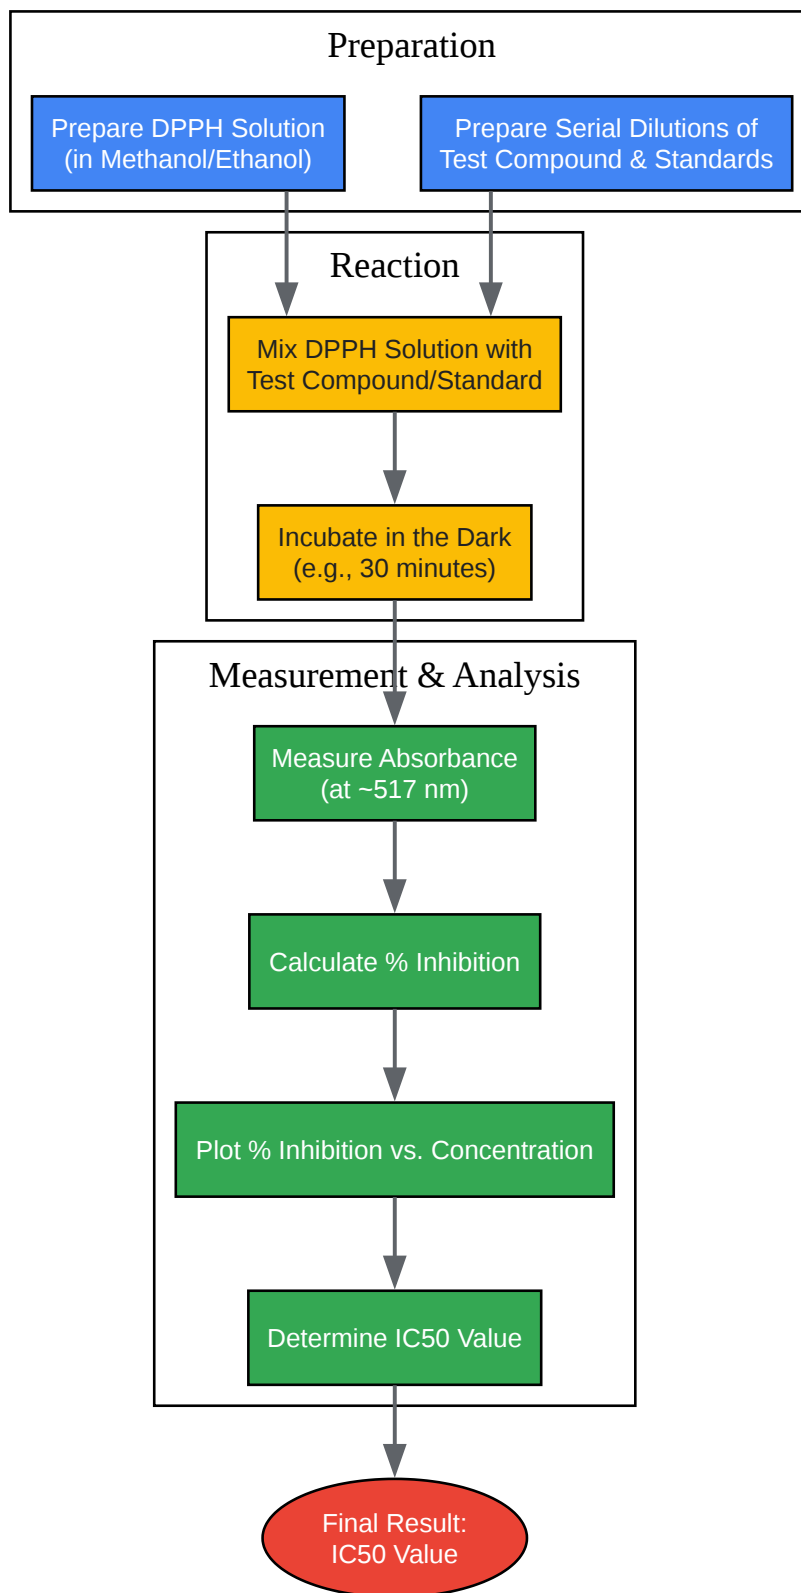 Preparation
Prepare DPPH Solution
(in Methanol/Ethanol)
Prepare Serial Dilutions of
Test Compound & Standards
Reaction
Mix DPPH Solution with
Test Compound/Standard
Incubate in the Dark
(e.g., 30 minutes)
Measurement & Analysis
Measure Absorbance
(at ~517 nm)
Calculate % Inhibition
Plot % Inhibition vs. Concentration
Determine IC50 Value
Final Result:
IC50 Value